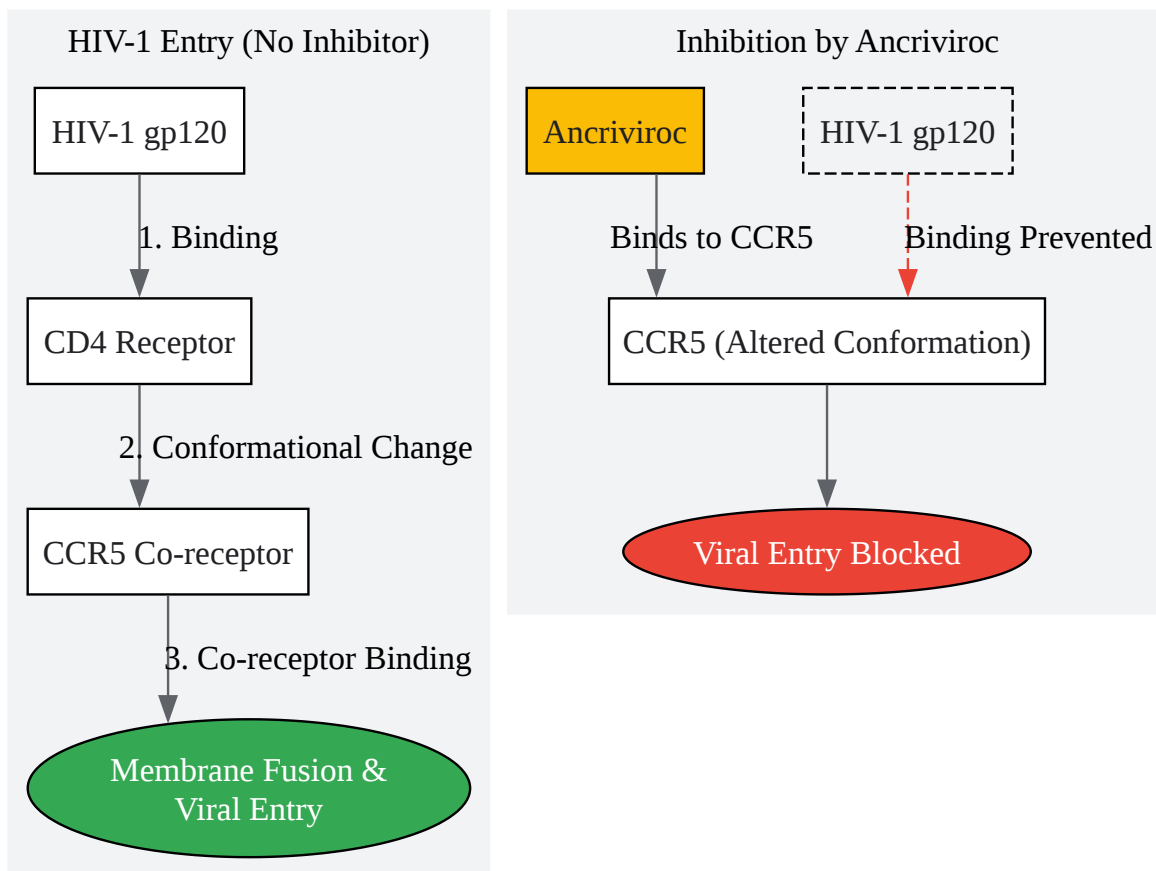 HIV-1 Entry (No Inhibitor)
HIV-1 gp120
1. Binding
CD4 Receptor
2. Conformational Change
CCR5 Co-receptor
3. Co-receptor Binding
Membrane Fusion &
Viral Entry
Inhibition by Ancriviroc
Ancriviroc
HIV-1 gp120
Binds to CCR5
Binding Prevented
CCR5 (Altered Conformation)
Viral Entry Blocked